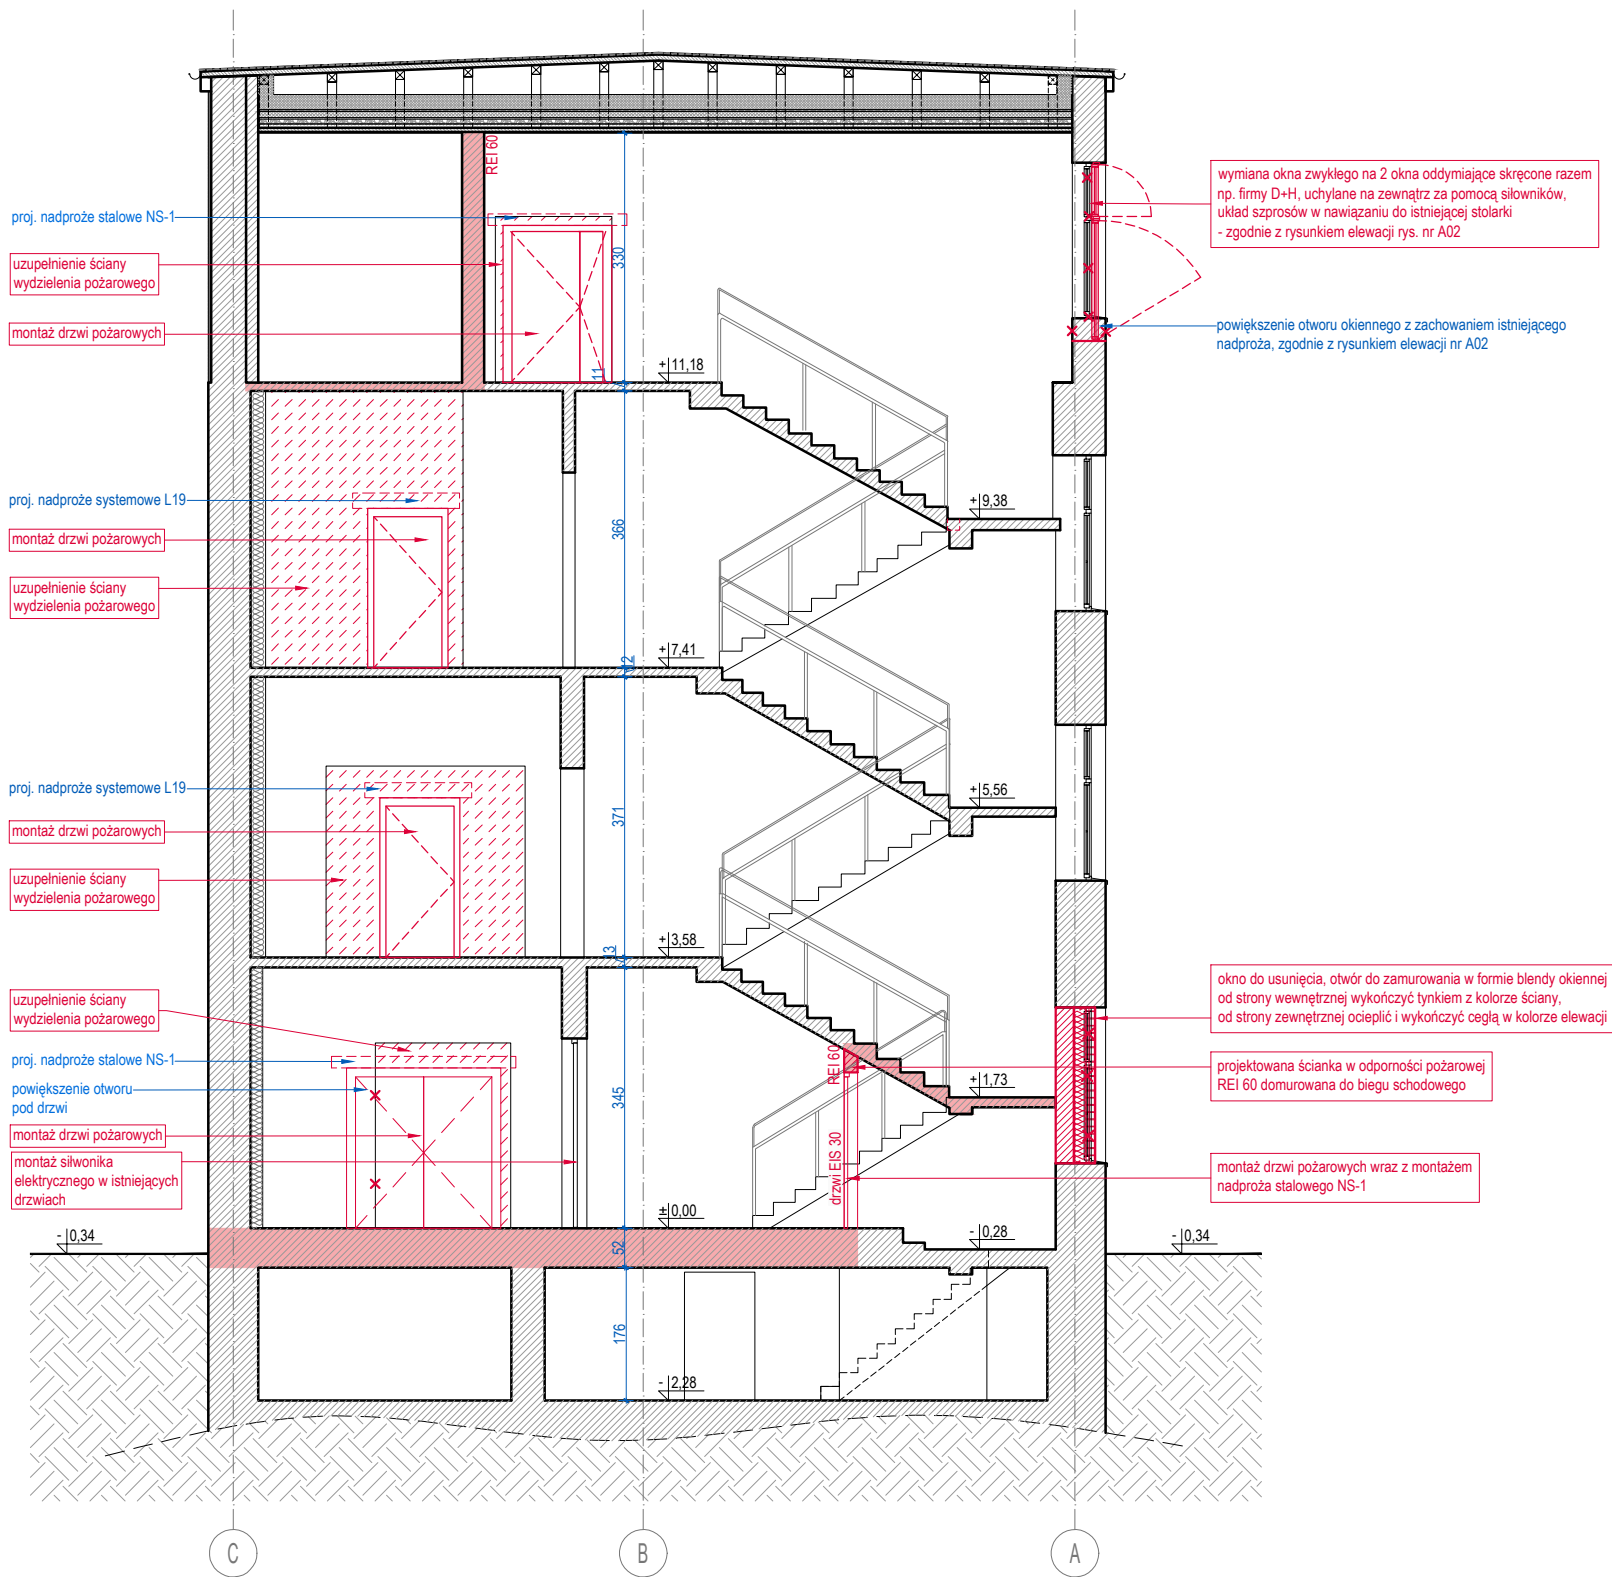 REI 60
proj. nadproże stalowe NS-1
uzupełnienie ściany
wydzielenia pożarowego
montaż drzwi pożarowych
330
11
+ 11,18
wymiana okna zwykłego na 2 okna oddymiające skręcone razem
np. firmy D+H, uchylane na zewnątrz za pomocą siłowników,
układ szprosów w nawiązaniu do istniejącej stolarki
- zgodnie z rysunkiem elewacji rys. nr A02
powiększenie otworu okiennego z zachowaniem istniejącego
nadproża, zgodnie z rysunkiem elewacji nr A02
proj. nadproże systemowe L19
montaż drzwi pożarowych
uzupełnienie ściany
wydzielenia pożarowego
366
+ 9,38
12
+ 7,41
proj. nadproże systemowe L19
montaż drzwi pożarowych
uzupełnienie ściany
wydzielenia pożarowego
371
+ 5,56
13
+ 3,58
uzupełnienie ściany
wydzielenia pożarowego
proj. nadproże stalowe NS-1
powiększenie otworu
pod drzwi
montaż drzwi pożarowych
montaż siłwonika
elektrycznego w istniejących
drzwiach
345
REI 60
drzwi EIS 30
+ 1,73
okno do usunięcia, otwór do zamurowania w formie blendy okiennej
od strony wewnętrznej wykończyć tynkiem z kolorze ściany,
od strony zewnętrznej ocieplić i wykończyć cegłą w kolorze elewacji
projektowana ścianka w odporności pożarowej
REI 60 domurowana do biegu schodowego
montaż drzwi pożarowych wraz z montażem
nadproża stalowego NS-1
± 0,00
- 0,34
52
- 0,28
- 0,34
176
- 2,28
C
B
A